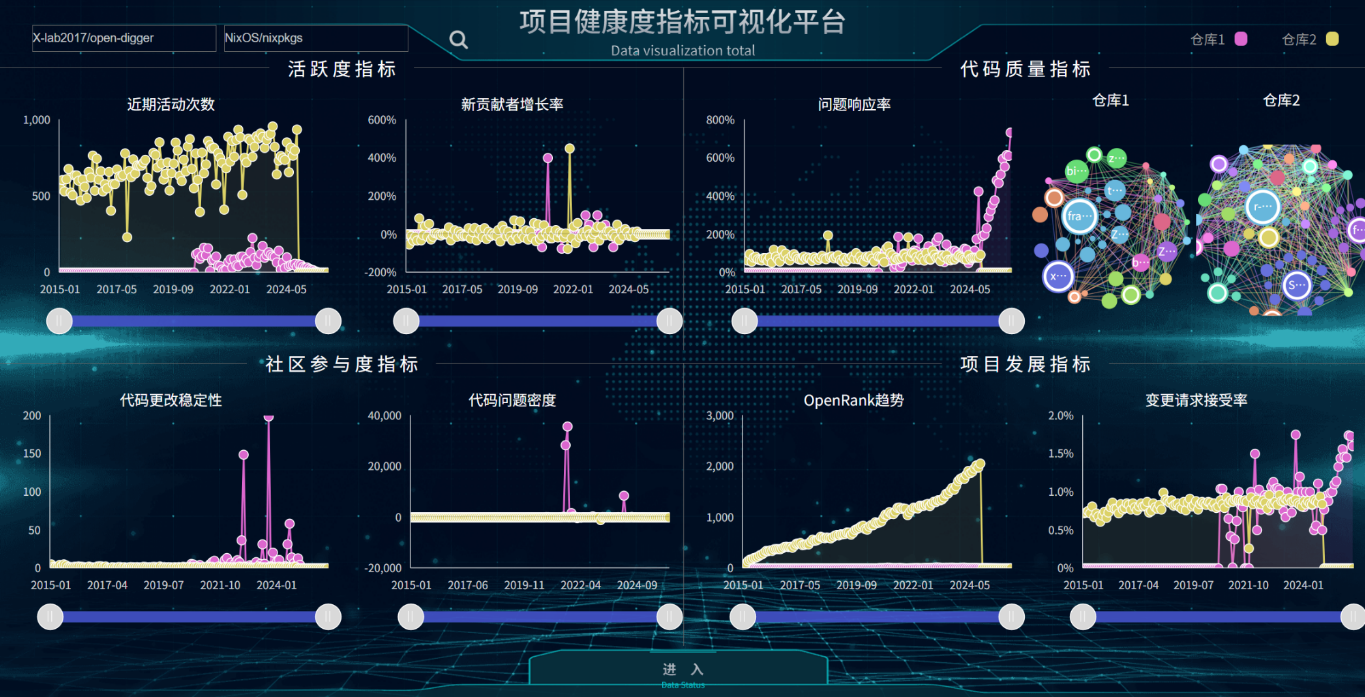 项目健康度指标可视化平台
Data visualization total
X-lab2017/open-digger
NixOS/nixpkgs
仓库1
仓库2
活跃度指标
近期活动次数
1,000
500
0
2015-01 2017-05 2019-09 2022-01 2024-05
新贡献者增长率
600%
400%
200%
0%
-200%
2015-01 2017-05 2019-09 2022-01 2024-05
代码质量指标
问题响应率
800%
600%
400%
200%
0%
2015-01 2017-05 2019-09 2022-01 2024-05
仓库1
z···
bi···
t···
fra···
Z···
Z···
b···
x···
仓库2
r-···
f-···
S···
社区参与度指标
代码更改稳定性
200
150
100
50
0
2015-01 2017-04 2019-07 2021-10 2024-01
代码问题密度
40,000
20,000
0
-20,000
2015-01 2017-06 2019-11 2022-04 2024-09
项目发展指标
OpenRank趋势
3,000
2,000
1,000
0
2015-01 2017-05 2019-09 2022-01 2024-05
变更请求接受率
2.0%
1.5%
1.0%
0.5%
0%
2015-01 2017-04 2019-07 2021-10 2024-01
进 入
Data Status